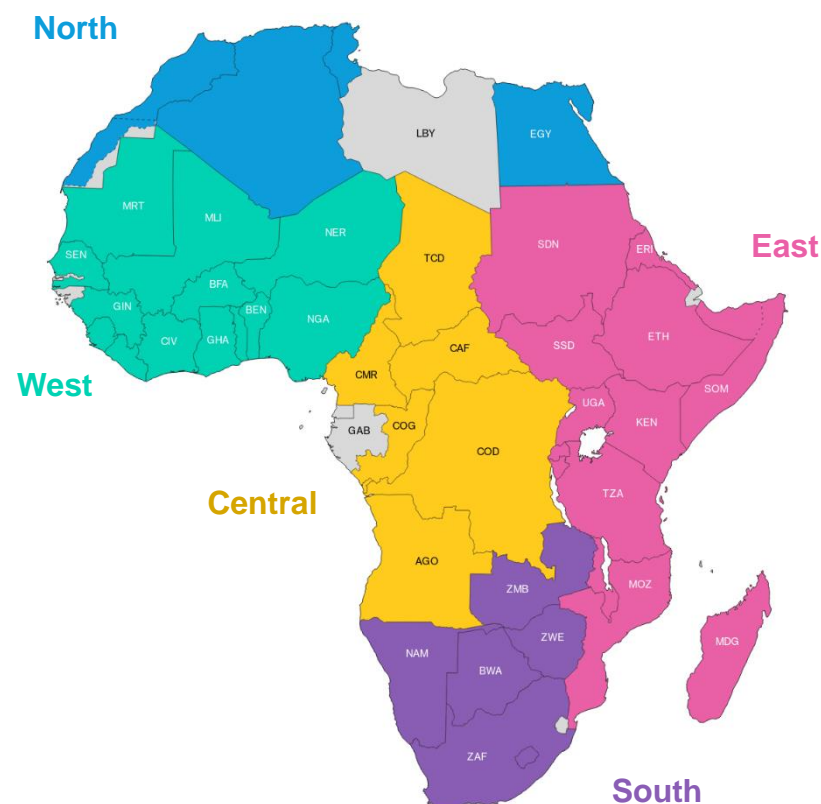 North
LBY
EGY
MRT
MLI
NER
SDN
ERI
East
SEN
TCD
BFA
GIN
BEN
NGA
CIV
GHA
SSD
ETH
CAF
West
CMR
SOM
UGA
KEN
GAB
COG
COD
Central
TZA
AGO
ZMB
MOZ
ZWE
MDG
NAM
BWA
ZAF
South